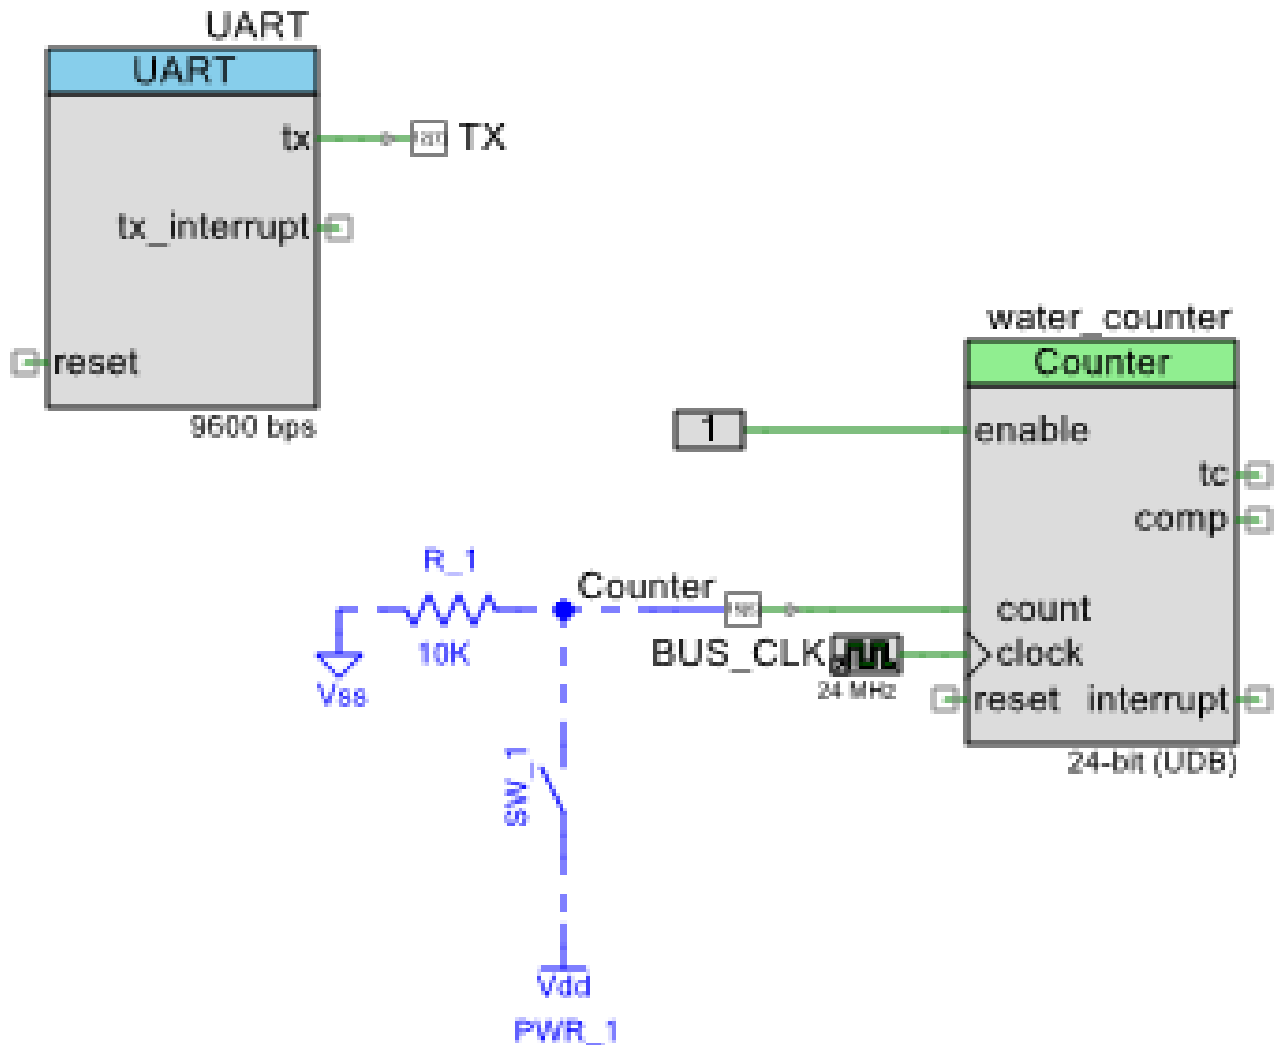 UART
UART
tx
TX
tx_interrupt
reset
9600 bps
water_counter
Counter
1
enable
tc
comp
R_1
Counter
count
10K
BUS_CLK
clock
Vss
24 MHz
reset
interrupt
SW_1
24-bit (UDB)
Vdd
PWR_1